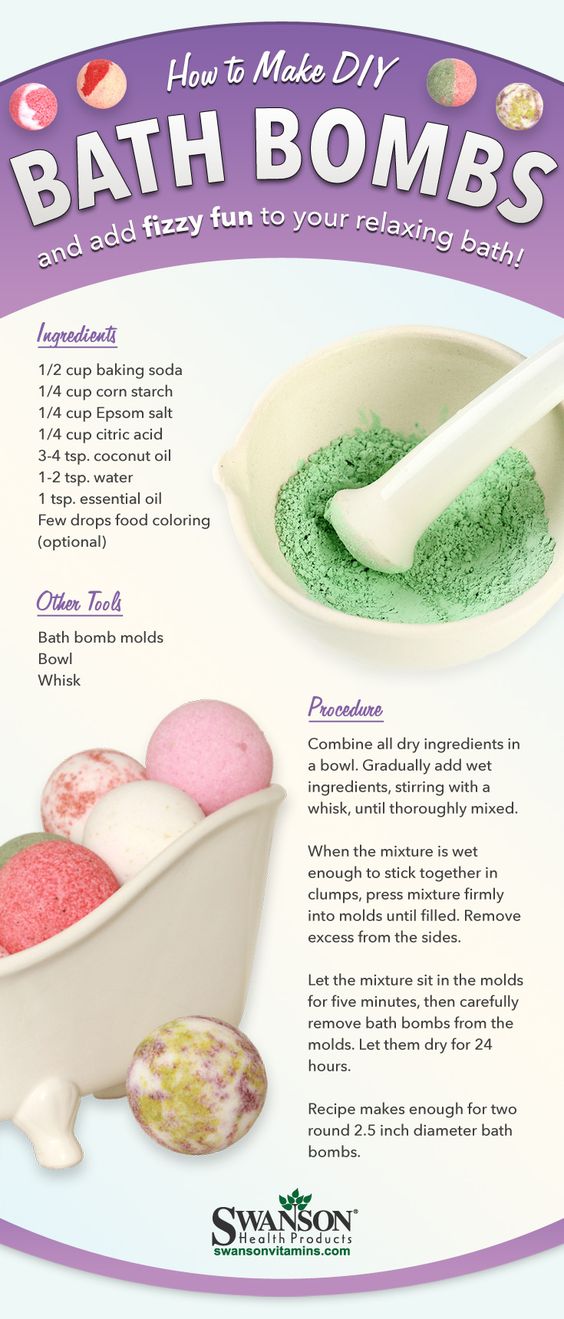 How to Make DIY
BATH BOMBS
and add fizzy fun to your relaxing bath!
Ingredients
1/2 cup baking soda
1/4 cup corn starch
1/4 cup Epsom salt
1/4 cup citric acid
3-4 tsp. coconut oil
1-2 tsp. water
1 tsp. essential oil
Few drops food coloring
(optional)
Other Tools
Bath bomb molds
Bowl
Whisk
Procedure
Combine all dry ingredients in
a bowl. Gradually add wet
ingredients, stirring with a
whisk, until thoroughly mixed.
When the mixture is wet
enough to stick together in
clumps, press mixture firmly
into molds until filled. Remove
excess from the sides.
Let the mixture sit in the molds
for five minutes, then carefully
remove bath bombs from the
molds. Let them dry for 24
hours.
Recipe makes enough for two
round 2.5 inch diameter bath
bombs.
SWANSON®
Health Products
swansonvitamins.com